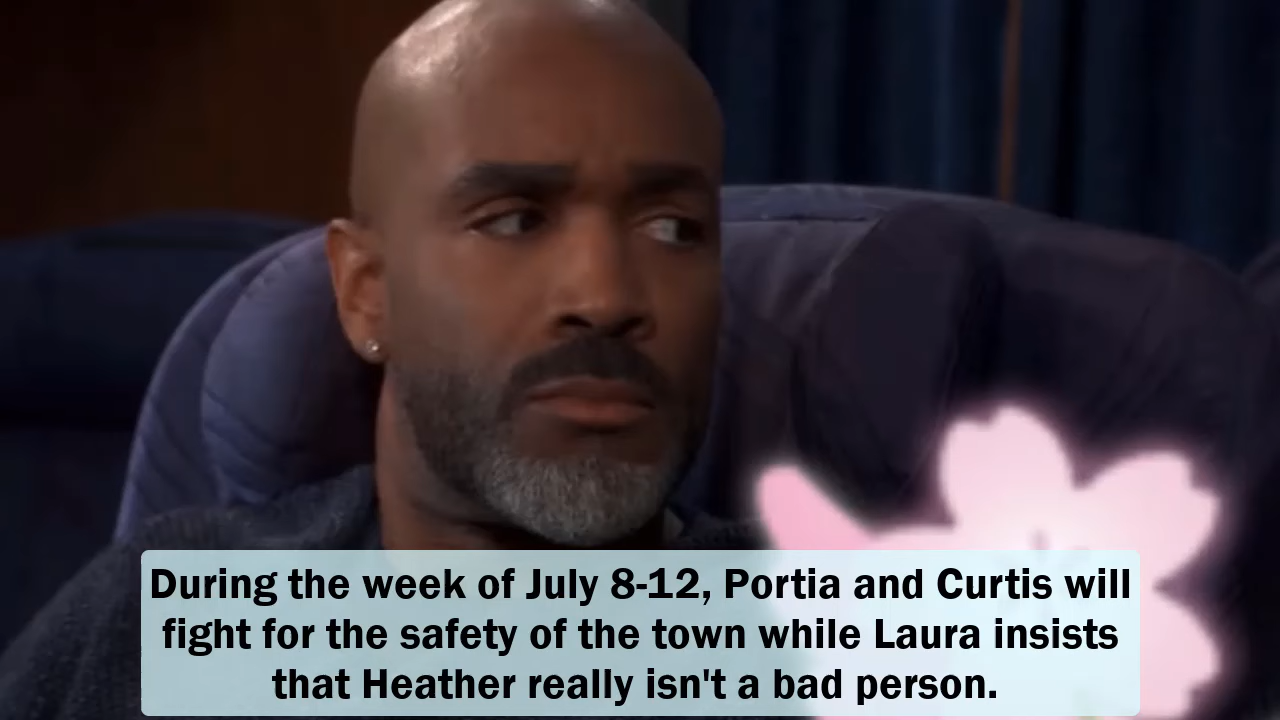 During the week of July 8-12, Portia and Curtis will
fight for the safety of the town while Laura insists
that Heather really isn't a bad person.